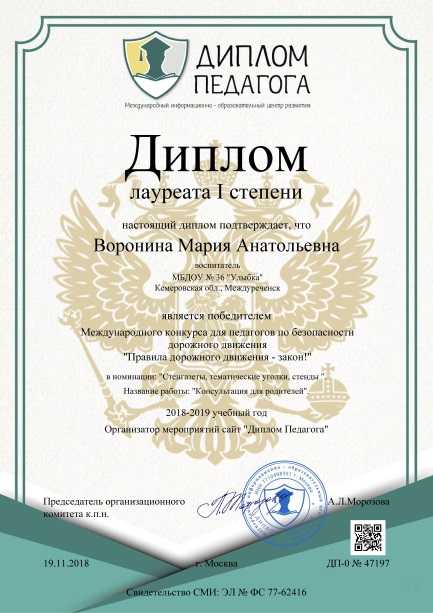 ДИПЛОМ
ПЕДАГОГА
Международный информационно - образовательный центр развития
Диплом
лауреата I степени
настоящий диплом подтверждает, что
Воронина Мария Анатольевна
воспитатель
МБДОУ № 36 "Улыбка"
Кемеровская обл., Междуреченск
является победителем
Международного конкурса для педагогов по безопасности
дорожного движения
"Правила дорожного движения - закон!"
в номинации: "Стенгазеты, тематические уголки, стенды ".
Название работы: "Консультация для родителей".
2018-2019 учебный год
Организатор мероприятий сайт "Диплом Педагога"
Председатель организационного
комитета к.п.н.
А.Л.Морозова
19.11.2018
г. Москва
ДП-0 № 47197
Свидетельство СМИ: ЭЛ № ФС 77-62416